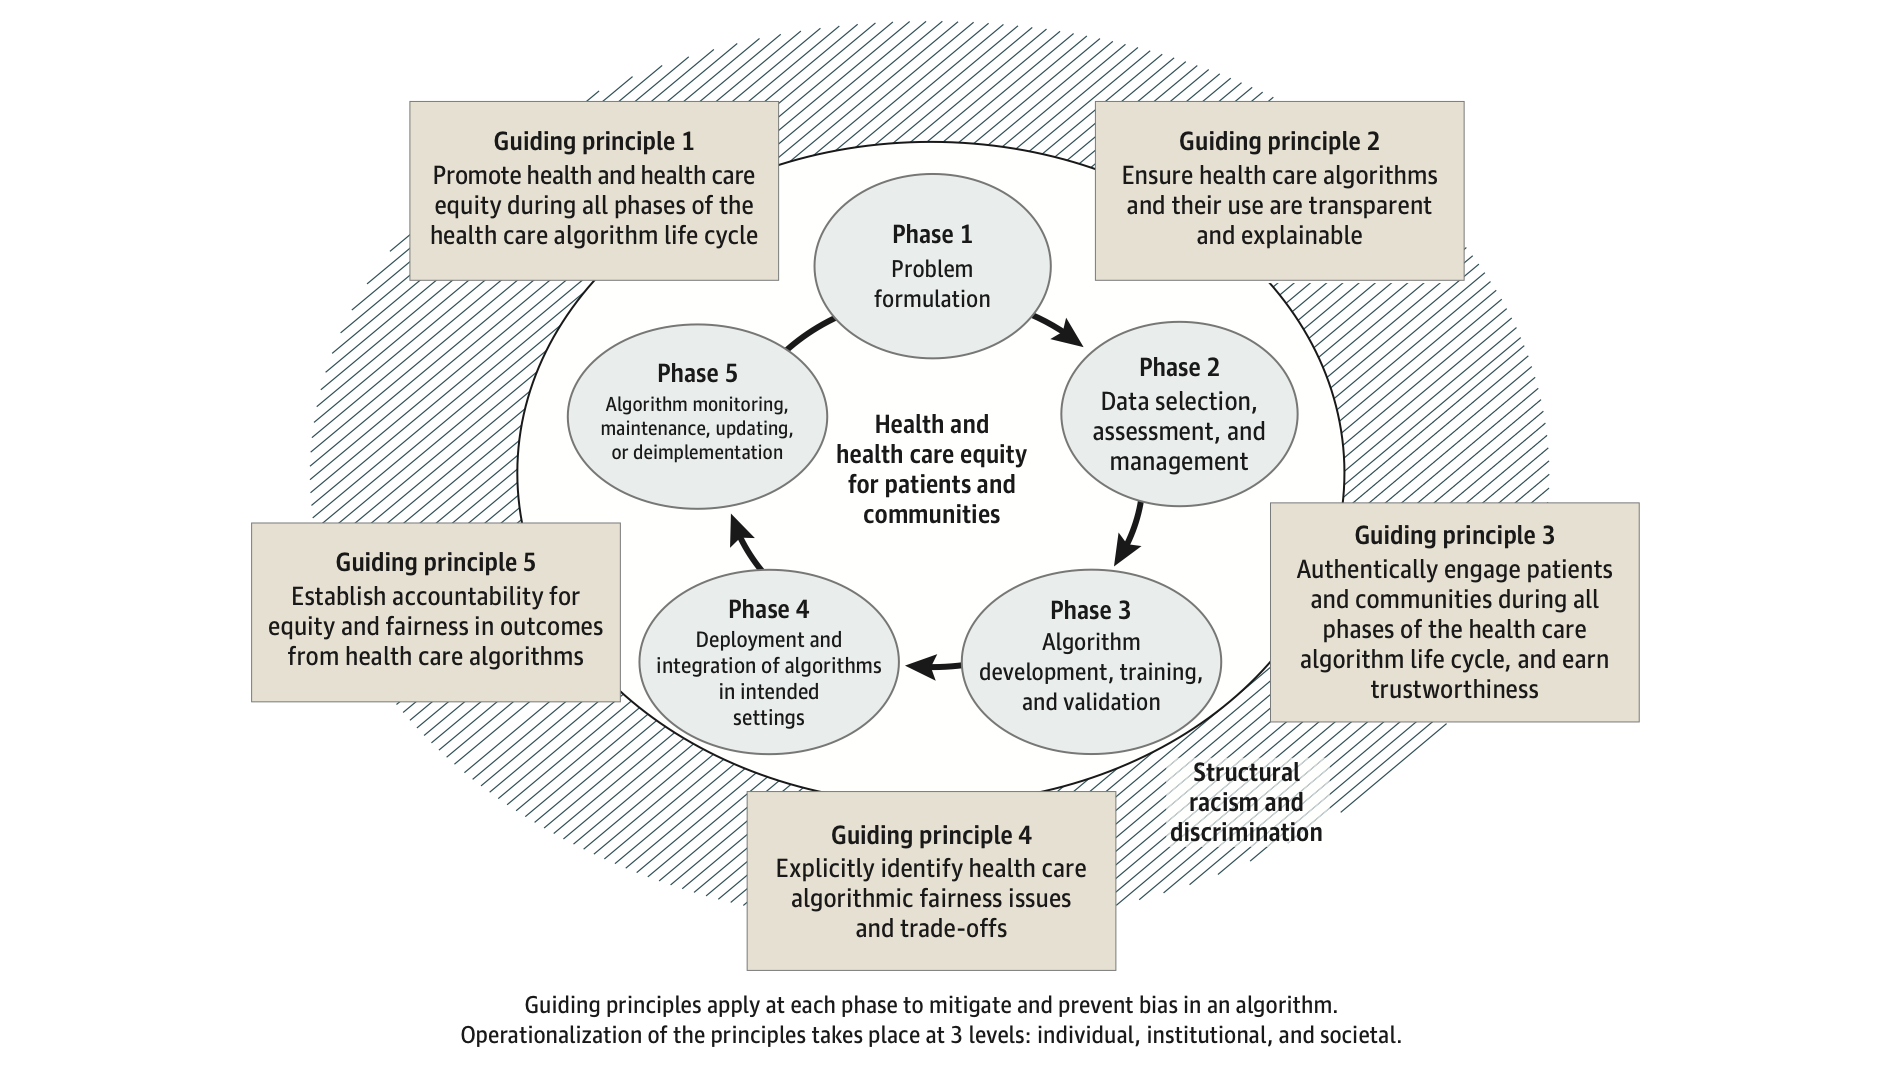 Guiding principle 1
Promote health and health care
equity during all phases of the
health care algorithm life cycle
Guiding principle 2
Ensure health care algorithms
and their use are transparent
and explainable
Phase 1
Problem
formulation
Phase 2
Data selection,
assessment, and
management
Phase 5
Algorithm monitoring,
maintenance, updating,
or deimplementation
Health and
health care equity
for patients and
communities
Guiding principle 3
Authentically engage patients
and communities during all
phases of the health care
algorithm life cycle, and earn
trustworthiness
Guiding principle 5
Establish accountability for
equity and fairness in outcomes
from health care algorithms
Phase 4
Deployment and
integration of algorithms
in intended
settings
Phase 3
Algorithm
development, training,
and validation
Structural
racism and
discrimination
Guiding principle 4
Explicitly identify health care
algorithmic fairness issues
and trade-offs
Guiding principles apply at each phase to mitigate and prevent bias in an algorithm.
Operationalization of the principles takes place at 3 levels: individual, institutional, and societal.